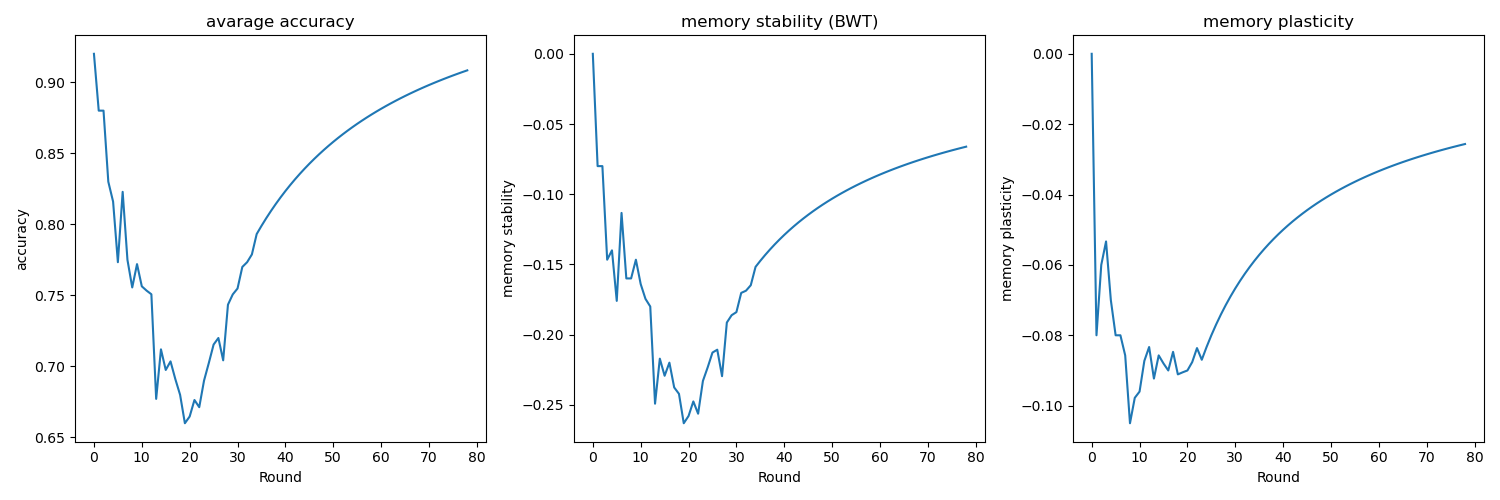 avarage accuracy
accuracy
0.90
0.85
0.80
0.75
0.70
0.65
0 10 20 30 40 50 60 70 80
Round
memory stability (BWT)
memory stability
0.00
−0.05
−0.10
−0.15
−0.20
−0.25
0 10 20 30 40 50 60 70 80
Round
memory plasticity
memory plasticity
0.00
−0.02
−0.04
−0.06
−0.08
−0.10
0 10 20 30 40 50 60 70 80
Round